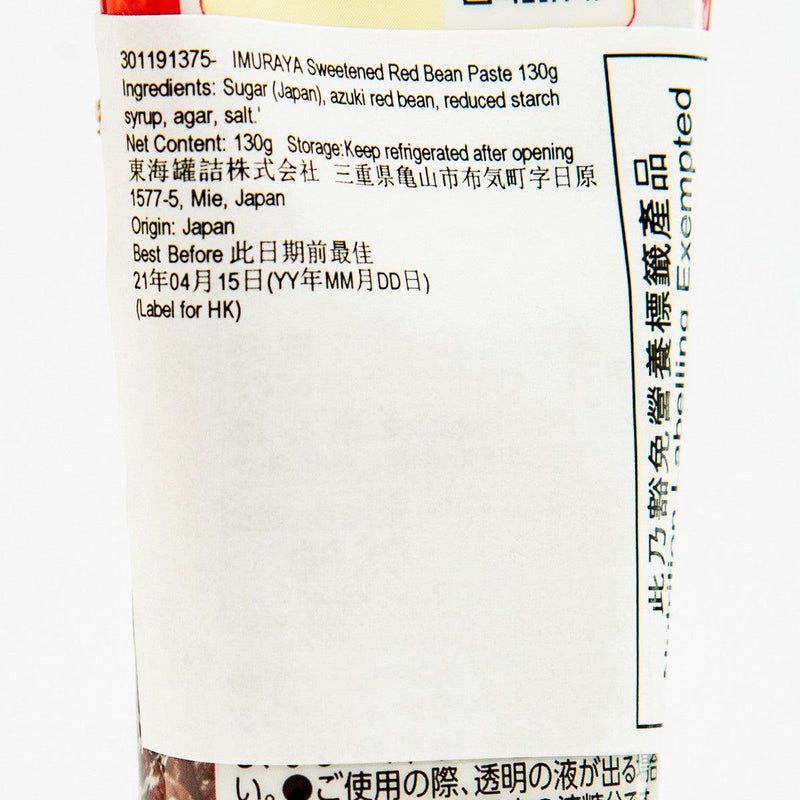 301191375- IMURAYA Sweetened Red Bean Paste 130g
Ingredients: Sugar (Japan), azuki red bean, reduced starch
syrup, agar, salt.'
Net Content: 130g Storage:Keep refrigerated after opening
東海罐詰株式会社 三重県亀山市布気町字日原
1577-5, Mie, Japan
Origin: Japan
Best Before 此日期前最佳
21年04月15日(YY年MM月DD日)
(Label for HK)
此乃豁免營養標籤產品
Labelling Exempted
い。●ご使用の際、透明の液が出る場合